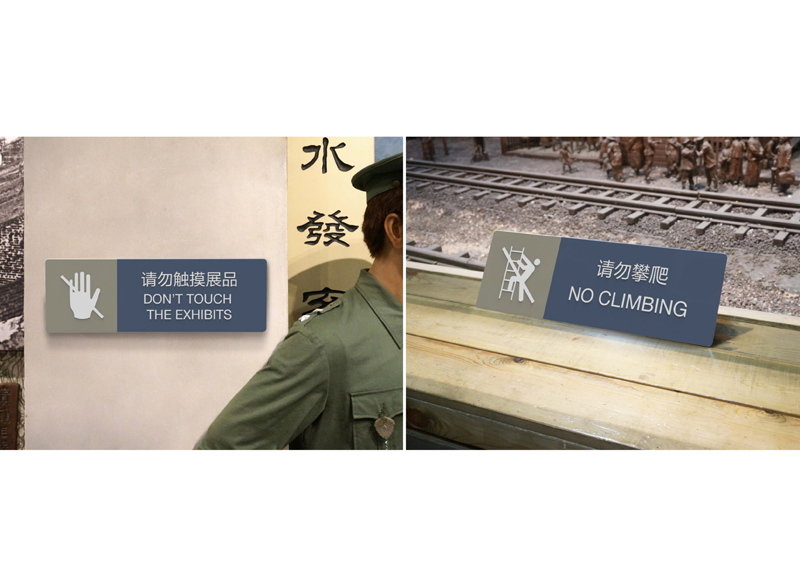 请勿触摸展品
DON'T TOUCH
THE EXHIBITS
水
發
请勿攀爬
NO CLIMBING